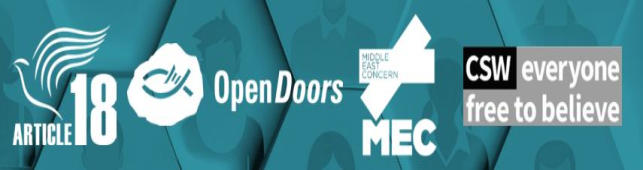 ARTICLE 18
OpenDoors
MIDDLE
EAST
CONCERN
MEC
CSW everyone
free to believe